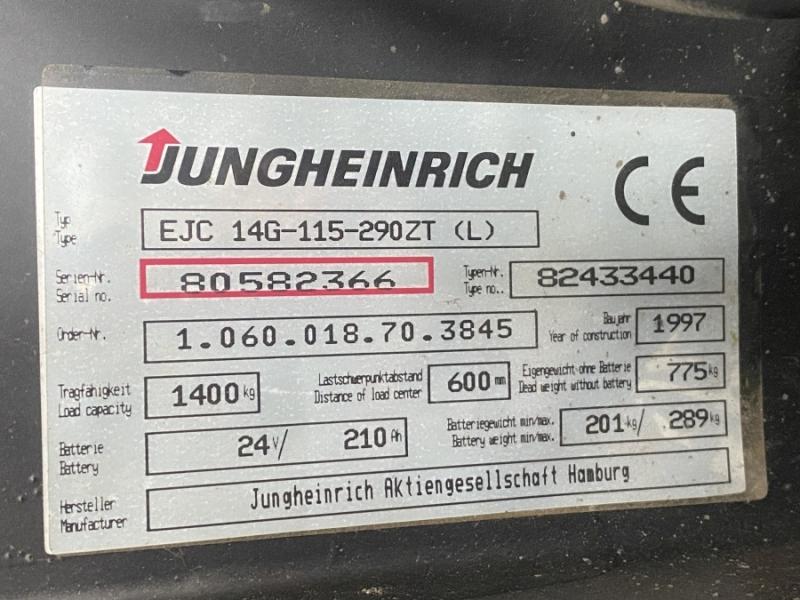 JUNGHEINRICH
CE
Typ
Type
EJC 14G-115-290ZT (L)
Serien-Nr.
Serial no.
80582366
Typen-Nr.
Type no..
82433440
Order-Nr.
1.060.018.70.3845
Baujahr
Year of construction
1997
Tragfähigkeit
Load capacity
1400 kg
Lastschwerpunktabstand
Distance of load center
600 mm
Eigengewicht ohne Batterie
Dead weight without battery
775 kg
Batterie
Battery
24V/ 210 Ah
Batteriegewicht min/max.
Battery weight min/max.
201 kg/ 289 kg
Hersteller
Manufacturer
Jungheinrich Aktiengesellschaft Hamburg